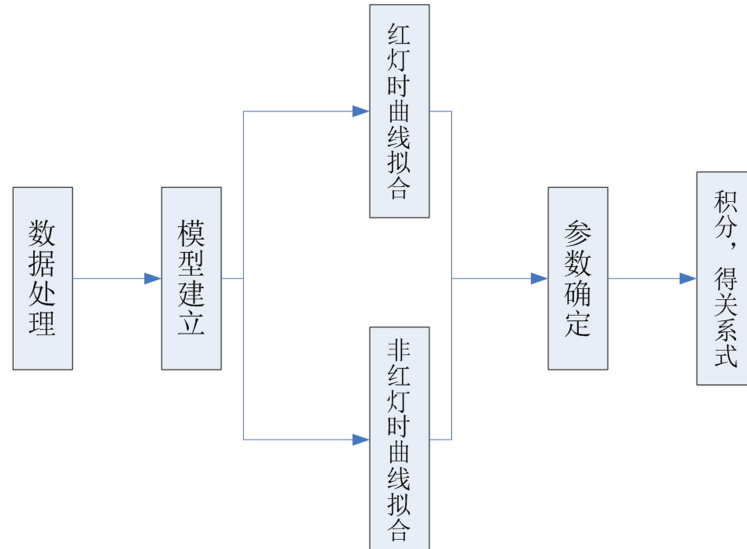 数据处理
模型建立
红灯时曲线拟合
非红灯时曲线拟合
参数确定
积分，得关系式